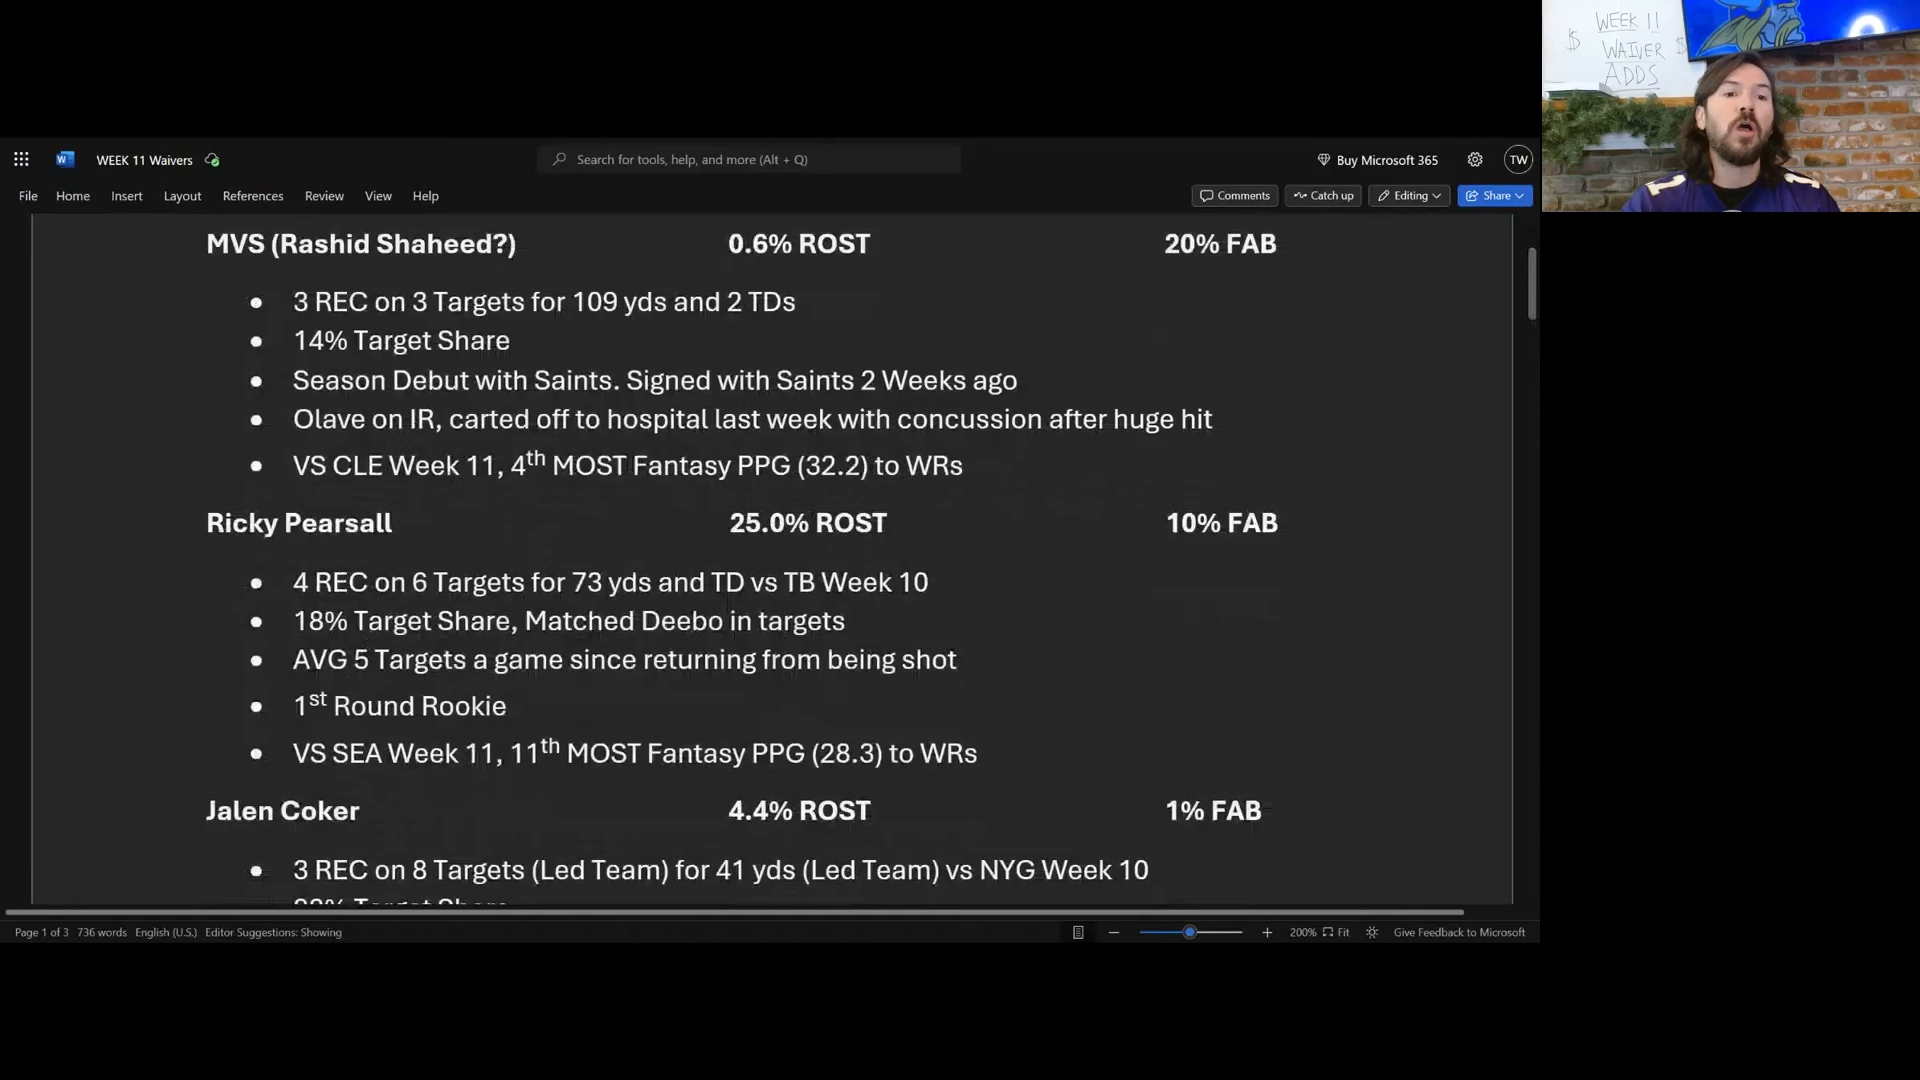 $ WEEK 11
WAIVER $
ADDS
WEEK 11 Waivers
Search for tools, help, and more (Alt + Q)
Buy Microsoft 365
TW
File Home Insert Layout References Review View Help
Comments Catch up Editing Share
MVS (Rashid Shaheed?) 0.6% ROST 20% FAB
• 3 REC on 3 Targets for 109 yds and 2 TDs
• 14% Target Share
• Season Debut with Saints. Signed with Saints 2 Weeks ago
• Olave on IR, carted off to hospital last week with concussion after huge hit
• VS CLE Week 11, 4th MOST Fantasy PPG (32.2) to WRs
Ricky Pearsall 25.0% ROST 10% FAB
• 4 REC on 6 Targets for 73 yds and TD vs TB Week 10
• 18% Target Share, Matched Deebo in targets
• AVG 5 Targets a game since returning from being shot
• 1st Round Rookie
• VS SEA Week 11, 11th MOST Fantasy PPG (28.3) to WRs
Jalen Coker 4.4% ROST 1% FAB
• 3 REC on 8 Targets (Led Team) for 41 yds (Led Team) vs NYG Week 10
Target Share
Page 1 of 3 736 words English (U.S.) Editor Suggestions: Showing
200% Fit Give Feedback to Microsoft